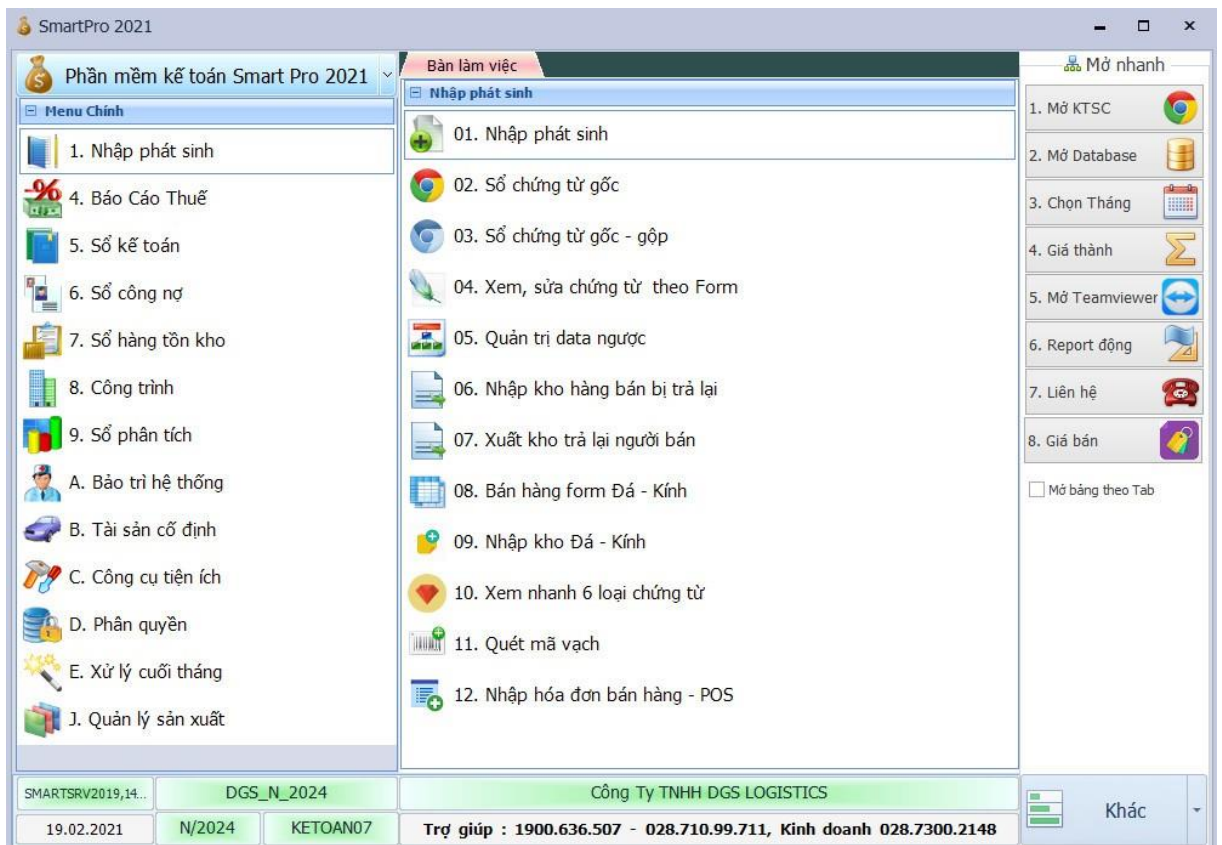 SmartPro 2021
Phần mềm kế toán Smart Pro 2021
Menu Chính
1. Nhập phát sinh
4. Báo Cáo Thuế
5. Sổ kế toán
6. Sổ công nợ
7. Sổ hàng tồn kho
8. Công trình
9. Sổ phân tích
A. Bảo trì hệ thống
B. Tài sản cố định
C. Công cụ tiện ích
D. Phân quyền
E. Xử lý cuối tháng
J. Quản lý sản xuất
Bàn làm việc
Nhập phát sinh
01. Nhập phát sinh
02. Sổ chứng từ gốc
03. Sổ chứng từ gốc - gộp
04. Xem, sửa chứng từ theo Form
05. Quản trị data ngược
06. Nhập kho hàng bán bị trả lại
07. Xuất kho trả lại người bán
08. Bán hàng form Đá - Kính
09. Nhập kho Đá - Kính
10. Xem nhanh 6 loại chứng từ
11. Quét mã vạch
12. Nhập hóa đơn bán hàng - POS
Mở nhanh
1. Mở KTSC
2. Mở Database
3. Chọn Tháng
4. Giá thành
5. Mở Teamviewer
6. Report động
7. Liên hệ
8. Giá bán
Mở bảng theo Tab
SMARTSRV2019,14...
DGS_N_2024
Công Ty TNHH DGS LOGISTICS
Khác
19.02.2021
N/2024
KETOAN07
Trợ giúp : 1900.636.507 - 028.710.99.711, Kinh doanh 028.7300.2148